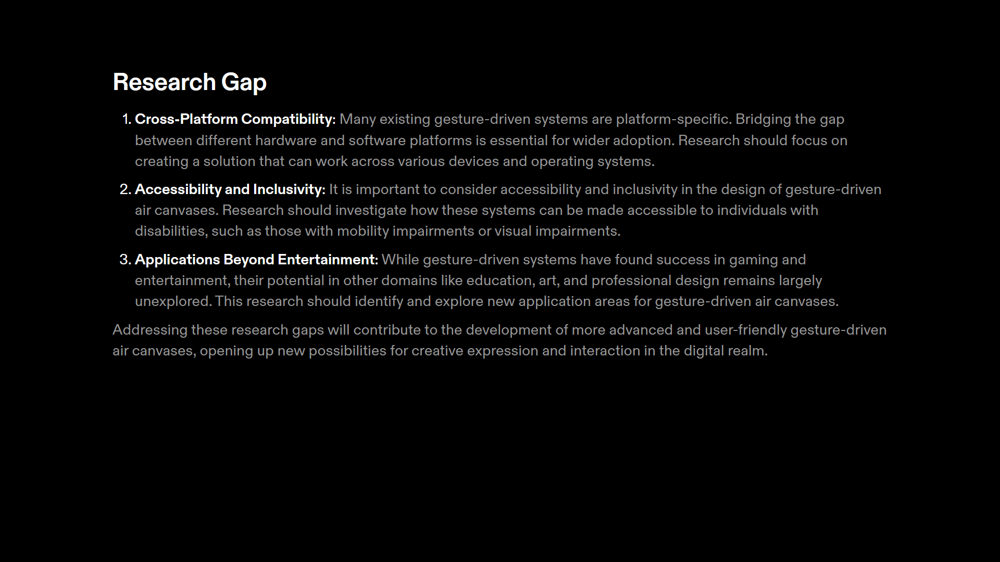 Research Gap
1. Cross-Platform Compatibility: Many existing gesture-driven systems are platform-specific. Bridging the gap
between different hardware and software platforms is essential for wider adoption. Research should focus on
creating a solution that can work across various devices and operating systems.
2. Accessibility and Inclusivity: It is important to consider accessibility and inclusivity in the design of gesture-driven
air canvases. Research should investigate how these systems can be made accessible to individuals with
disabilities, such as those with mobility impairments or visual impairments.
3. Applications Beyond Entertainment: While gesture-driven systems have found success in gaming and
entertainment, their potential in other domains like education, art, and professional design remains largely
unexplored. This research should identify and explore new application areas for gesture-driven air canvases.
Addressing these research gaps will contribute to the development of more advanced and user-friendly gesture-driven
air canvases, opening up new possibilities for creative expression and interaction in the digital realm.